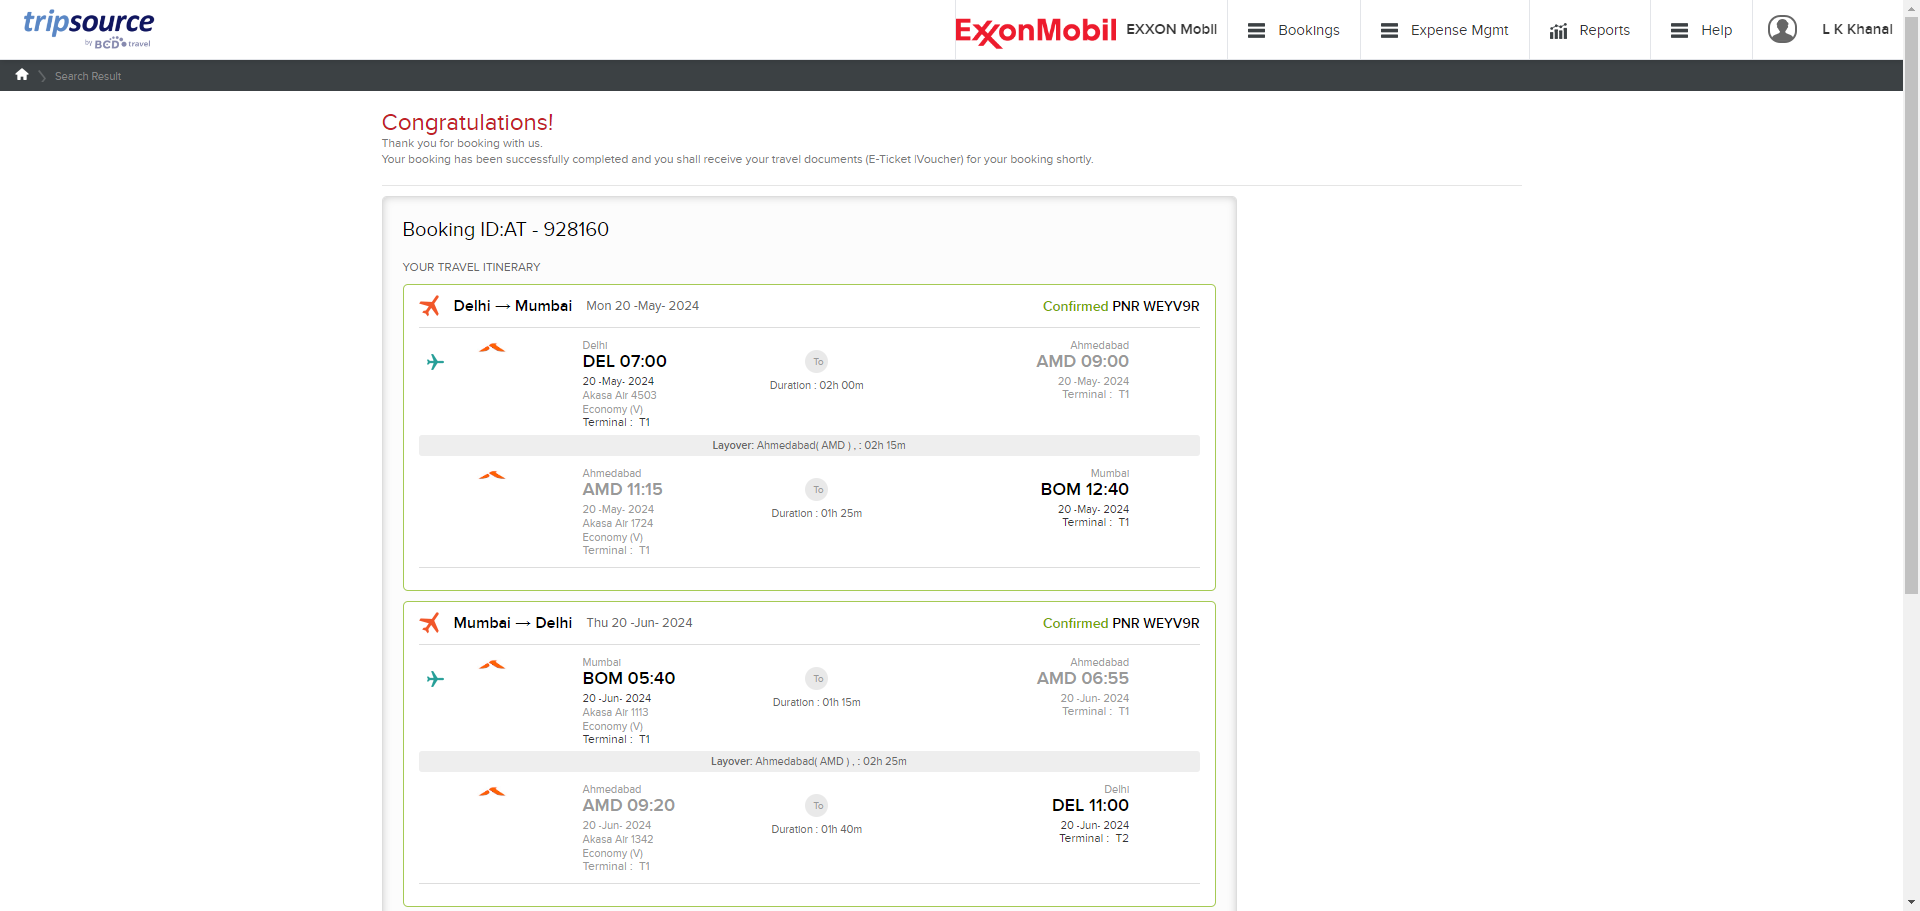 tripsource
by BCD travel
ExxonMobil
EXXON Mobil
Bookings
Expense Mgmt
Reports
Help
L K Khanal
Search Result
Congratulations!
Thank you for booking with us.
Your booking has been successfully completed and you shall receive your travel documents (E-Ticket |Voucher) for your booking shortly.
Booking ID:AT - 928160
YOUR TRAVEL ITINERARY
Delhi → Mumbai Mon 20 -May- 2024 Confirmed PNR WEYV9R
Delhi
DEL 07:00
20 -May- 2024
Akasa Air 4503
Economy (V)
Terminal : T1
To
Duration : 02h 00m
Ahmedabad
AMD 09:00
20 -May- 2024
Terminal : T1
Layover: Ahmedabad( AMD ) , : 02h 15m
Ahmedabad
AMD 11:15
20 -May- 2024
Akasa Air 1724
Economy (V)
Terminal : T1
To
Duration : 01h 25m
Mumbai
BOM 12:40
20 -May- 2024
Terminal : T1
Mumbai → Delhi Thu 20 -Jun- 2024 Confirmed PNR WEYV9R
Mumbai
BOM 05:40
20 -Jun- 2024
Akasa Air 1113
Economy (V)
Terminal : T1
To
Duration : 01h 15m
Ahmedabad
AMD 06:55
20 -Jun- 2024
Terminal : T1
Layover: Ahmedabad( AMD ) , : 02h 25m
Ahmedabad
AMD 09:20
20 -Jun- 2024
Akasa Air 1342
Economy (V)
Terminal : T1
To
Duration : 01h 40m
Delhi
DEL 11:00
20 -Jun- 2024
Terminal : T2